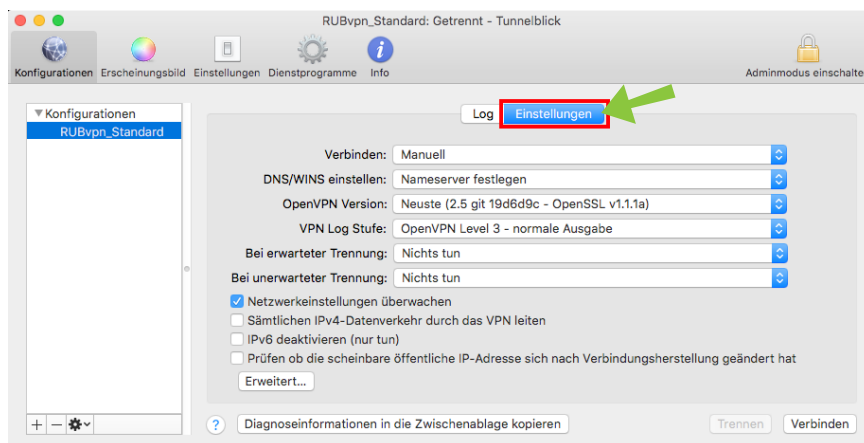 RUBvpn_Standard: Getrennt - Tunnelblick
Konfigurationen Erscheinungsbild Einstellungen Dienstprogramme Info Adminmodus einschalte
Konfigurationen
RUBvpn_Standard
Log Einstellungen
Verbinden: Manuell
DNS/WINS einstellen: Nameserver festlegen
OpenVPN Version: Neuste (2.5 git 19d6d9c - OpenSSL v1.1.1a)
VPN Log Stufe: OpenVPN Level 3 - normale Ausgabe
Bei erwarteter Trennung: Nichts tun
Bei unerwarteter Trennung: Nichts tun
Netzwerkeinstellungen überwachen
Sämtlichen IPv4-Datenverkehr durch das VPN leiten
IPv6 deaktivieren (nur tun)
Prüfen ob die scheinbare öffentliche IP-Adresse sich nach Verbindungsherstellung geändert hat
Erweitert...
+ − ? Diagnoseinformationen in die Zwischenablage kopieren Trennen Verbinden